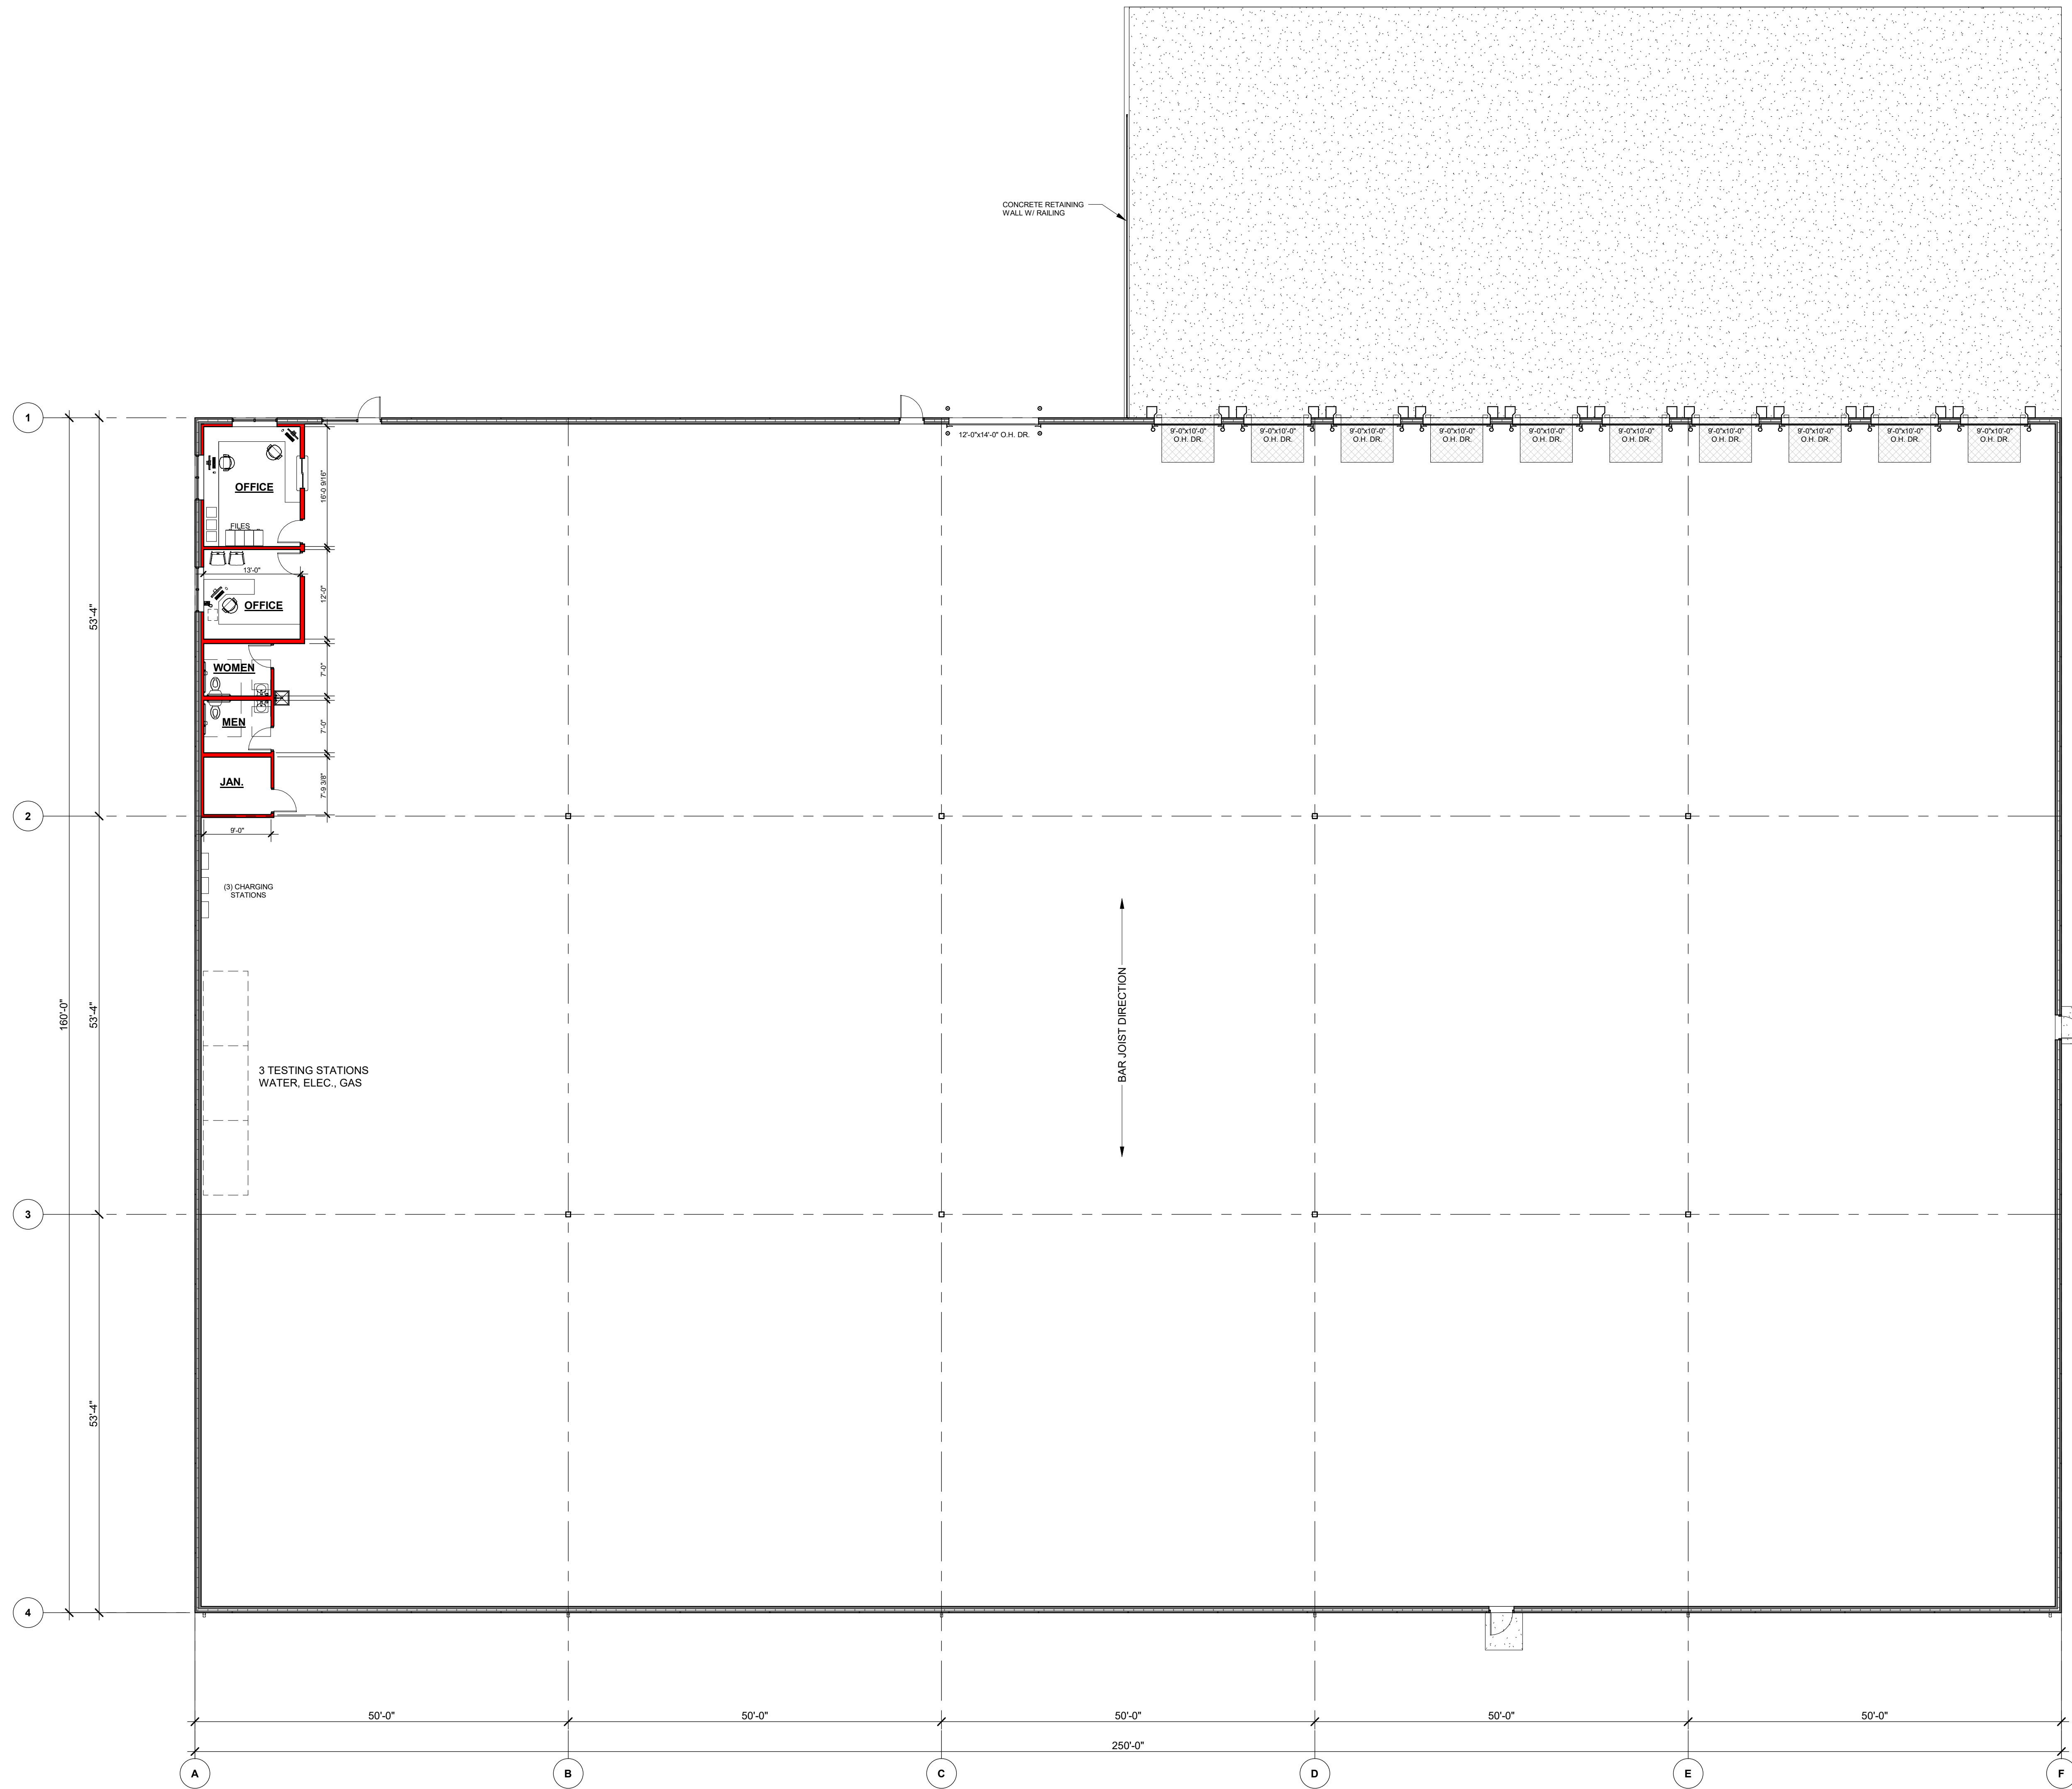 CONCRETE RETAINING
WALL W/ RAILING
1
12'-0"x14'-0" O.H. DR.
9'-0"x10'-0"
O.H. DR.
9'-0"x10'-0"
O.H. DR.
9'-0"x10'-0"
O.H. DR.
9'-0"x10'-0"
O.H. DR.
9'-0"x10'-0"
O.H. DR.
9'-0"x10'-0"
O.H. DR.
9'-0"x10'-0"
O.H. DR.
9'-0"x10'-0"
O.H. DR.
9'-0"x10'-0"
O.H. DR.
9'-0"x10'-0"
O.H. DR.
OFFICE
16'-0 9/16"
FILES
13'-0"
12'-0"
OFFICE
53'-4"
WOMEN
7'-0"
MEN
7'-0"
JAN.
7'-9 3/8"
2
9'-0"
(3) CHARGING
STATIONS
160'-0"
53'-4"
BAR JOIST DIRECTION
3 TESTING STATIONS
WATER, ELEC., GAS
3
53'-4"
4
50'-0"
50'-0"
50'-0"
50'-0"
50'-0"
250'-0"
A
B
C
D
E
F